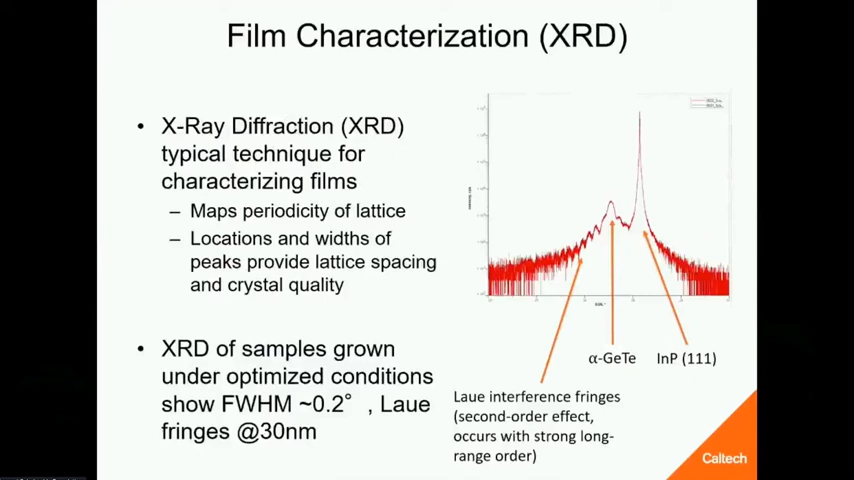 Film Characterization (XRD)
• X-Ray Diffraction (XRD)
typical technique for
characterizing films
– Maps periodicity of lattice
– Locations and widths of
peaks provide lattice spacing
and crystal quality
• XRD of samples grown
under optimized conditions
show FWHM ~0.2° , Laue
fringes @30nm
α-GeTe
InP (111)
Laue interference fringes
(second-order effect,
occurs with strong long-
range order)
Caltech